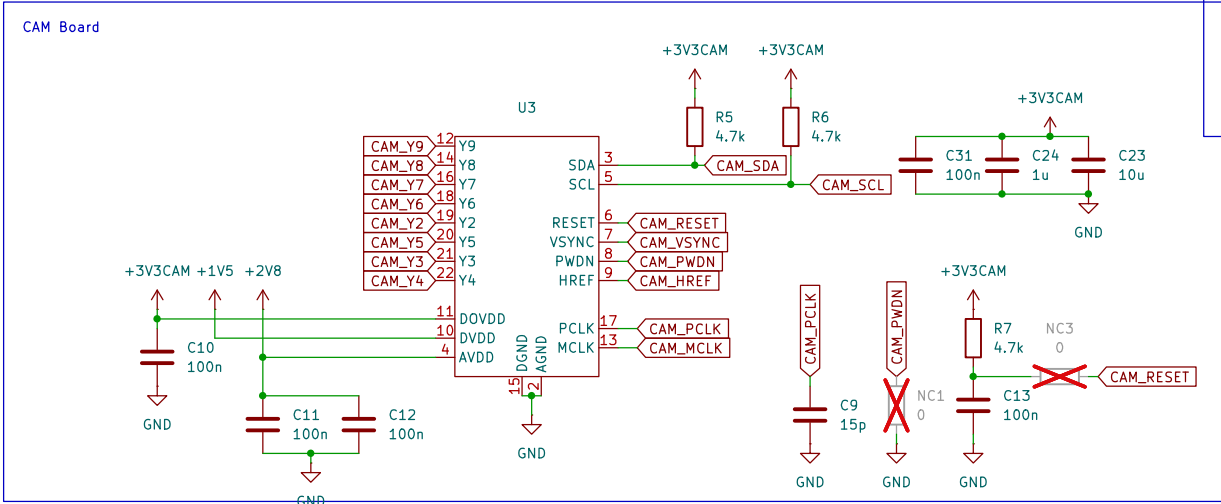 CAM Board
+3V3CAM
+3V3CAM
U3
R5
4.7k
R6
4.7k
+3V3CAM
C31
100n
C24
1u
C23
10u
GND
CAM_Y9 12 Y9
CAM_Y8 14 Y8
CAM_Y7 16 Y7
CAM_Y6 18 Y6
CAM_Y2 19 Y2
CAM_Y5 20 Y5
CAM_Y3 21 Y3
CAM_Y4 22 Y4
SDA 3 CAM_SDA
SCL 5 CAM_SCL
RESET 6 CAM_RESET
VSYNC 7 CAM_VSYNC
PWDN 8 CAM_PWDN
HREF 9 CAM_HREF
PCLK 17 CAM_PCLK
MCLK 13 CAM_MCLK
+3V3CAM +1V5 +2V8
11 DOVDD
10 DVDD
4 AVDD
DGND
AGND
15
2
GND
C10
100n
GND
C11
100n
C12
100n
GND
CAM_PCLK
C9
15p
GND
CAM_PWDN
NC1
0
GND
+3V3CAM
R7
4.7k
NC3
0
CAM_RESET
C13
100n
GND